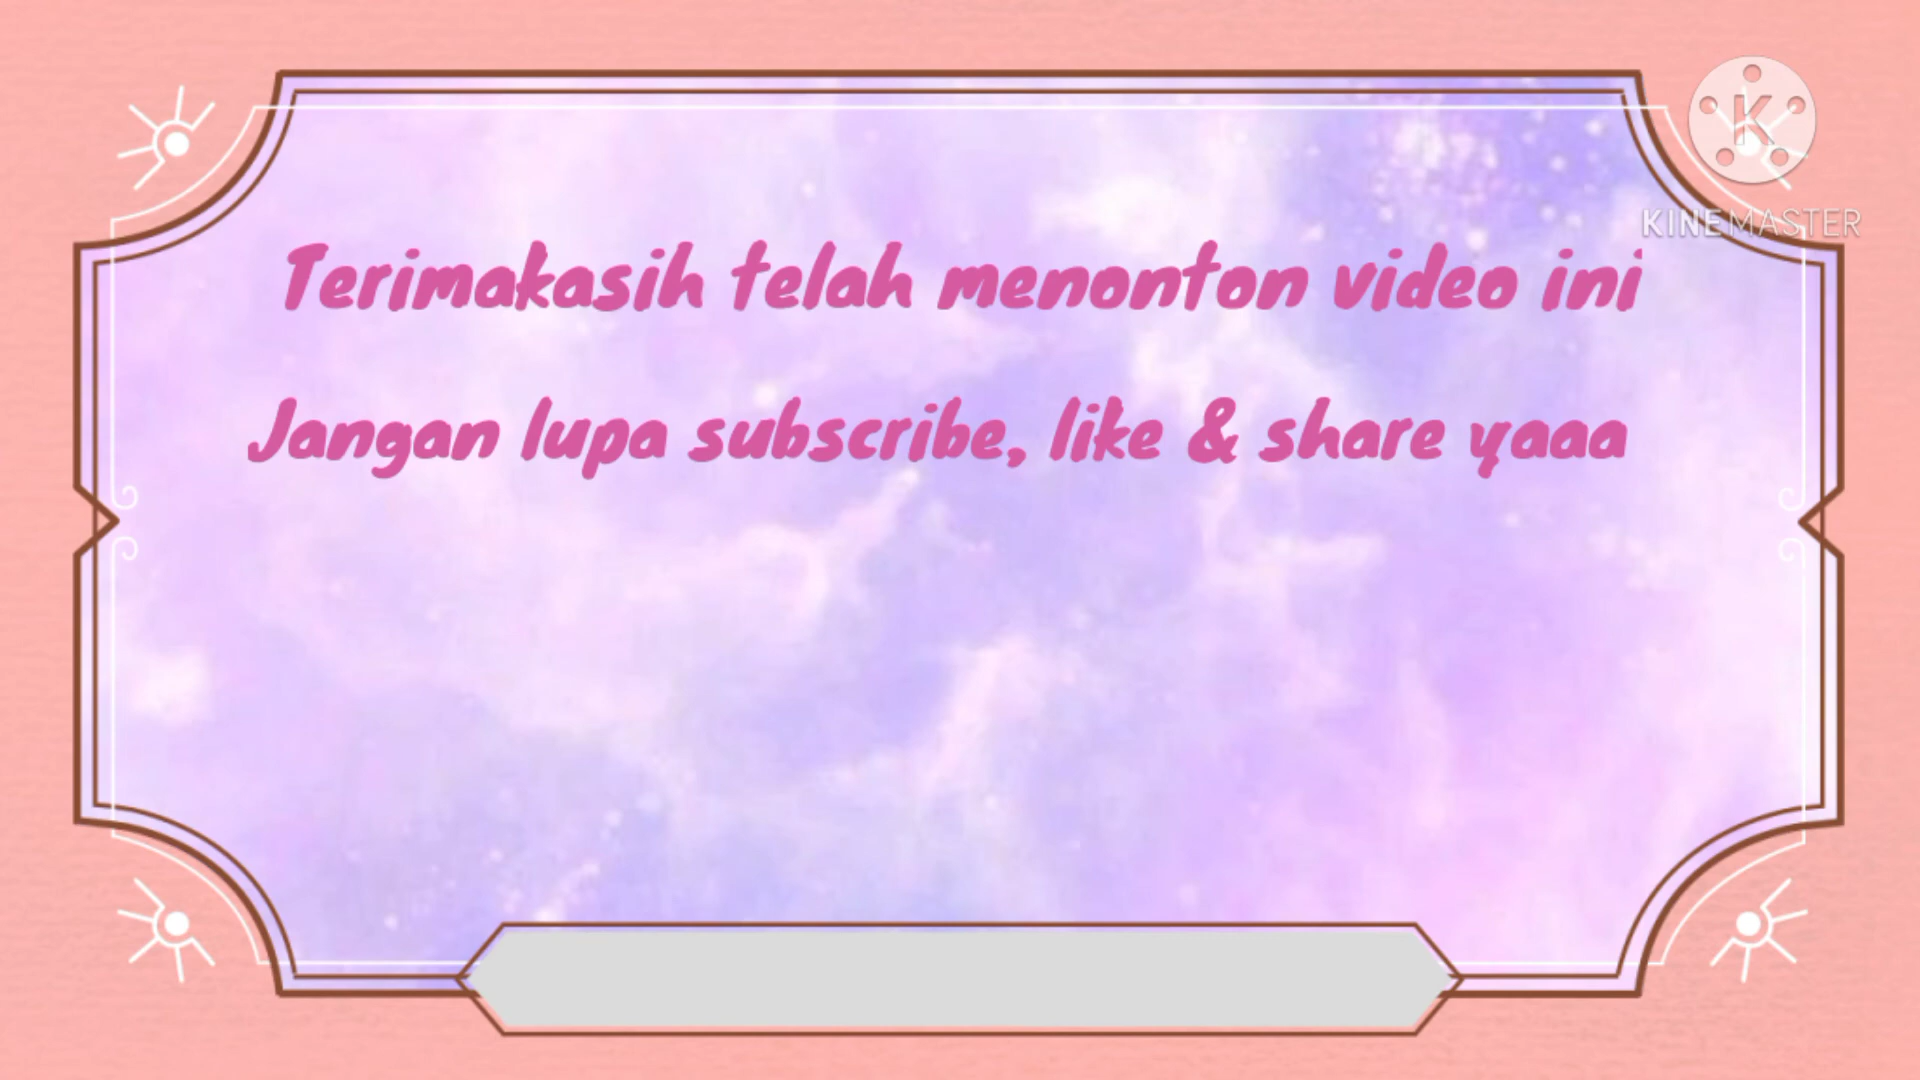 K
KINEMASTER
Terimakasih telah menonton video ini
Jangan lupa subscribe, like & share yaaa